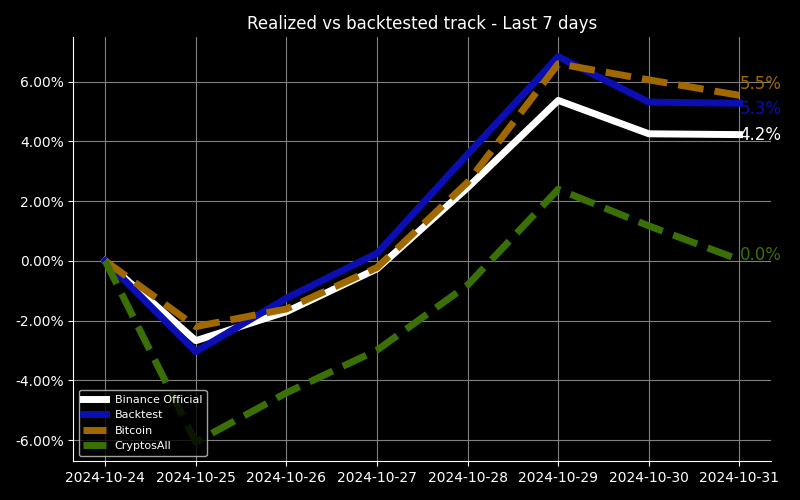 Realized vs backtested track - Last 7 days
6.00%
4.00%
2.00%
0.00%
-2.00%
-4.00%
-6.00%
5.5%
5.3%
4.2%
0.0%
Binance Official
Backtest
Bitcoin
CryptosAll
2024-10-24 2024-10-25 2024-10-26 2024-10-27 2024-10-28 2024-10-29 2024-10-30 2024-10-31